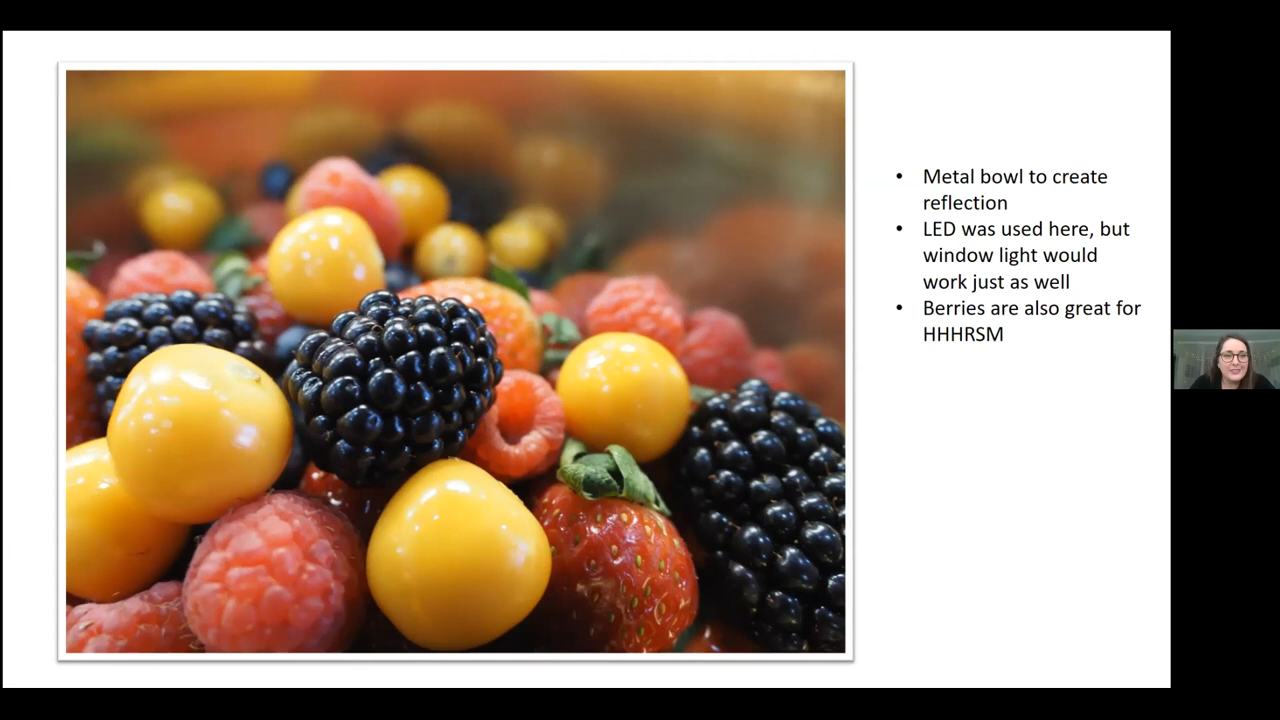 • Metal bowl to create
reflection
• LED was used here, but
window light would
work just as well
• Berries are also great for
HHHRSM